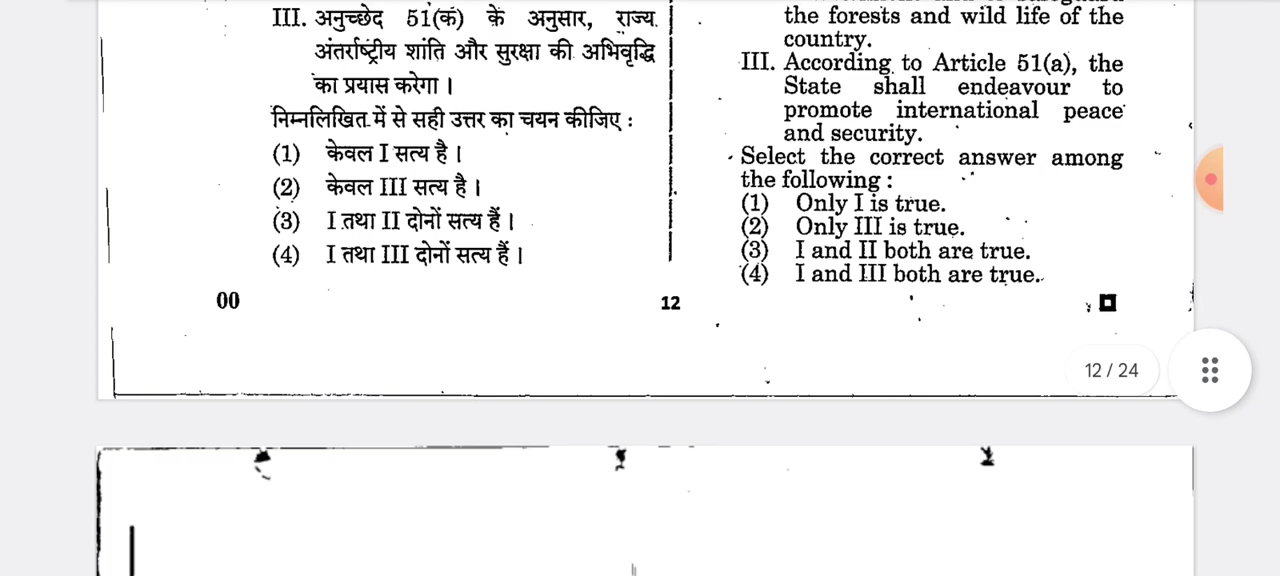 III. अनुच्छेद 51(क) के अनुसार, राज्य
अंतर्राष्ट्रीय शांति और सुरक्षा की अभिवृद्धि
का प्रयास करेगा ।
निम्नलिखित में से सही उत्तर का चयन कीजिए :
(1) केवल I सत्य है ।
(2) केवल III सत्य है ।
(3) I तथा II दोनों सत्य हैं ।
(4) I तथा III दोनों सत्य हैं ।
the forests and wild life of the
country.
III. According to Article 51(a), the
State shall endeavour to
promote international peace
and security.
Select the correct answer among
the following :
(1) Only I is true.
(2) Only III is true.
(3) I and II both are true.
(4) I and III both are true.
00
12
12 / 24